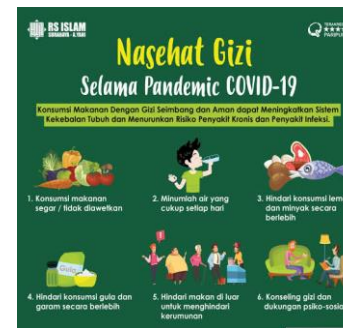 RS ISLAM
SURABAYA - A.YANI
Nasehat Gizi
Selama Pandemic COVID-19
Konsumsi Makanan Dengan Gizi Seimbang dan Aman dapat Meningkatkan Sistem
Kekebalan Tubuh dan Menurunkan Risiko Penyakit Kronis dan Penyakit Infeksi.
1. Konsumsi makanan
segar / tidak diawetkan
2. Minumlah air yang
cukup setiap hari
3. Hindari konsumsi lem
dan minyak secara
berlebih
Gula
4. Hindari konsumsi gula dan
garam secara berlebih
5. Hindari makan di luar
untuk menghindari
kerumunan
6. Konseling gizi dan
dukungan psiko-sosia